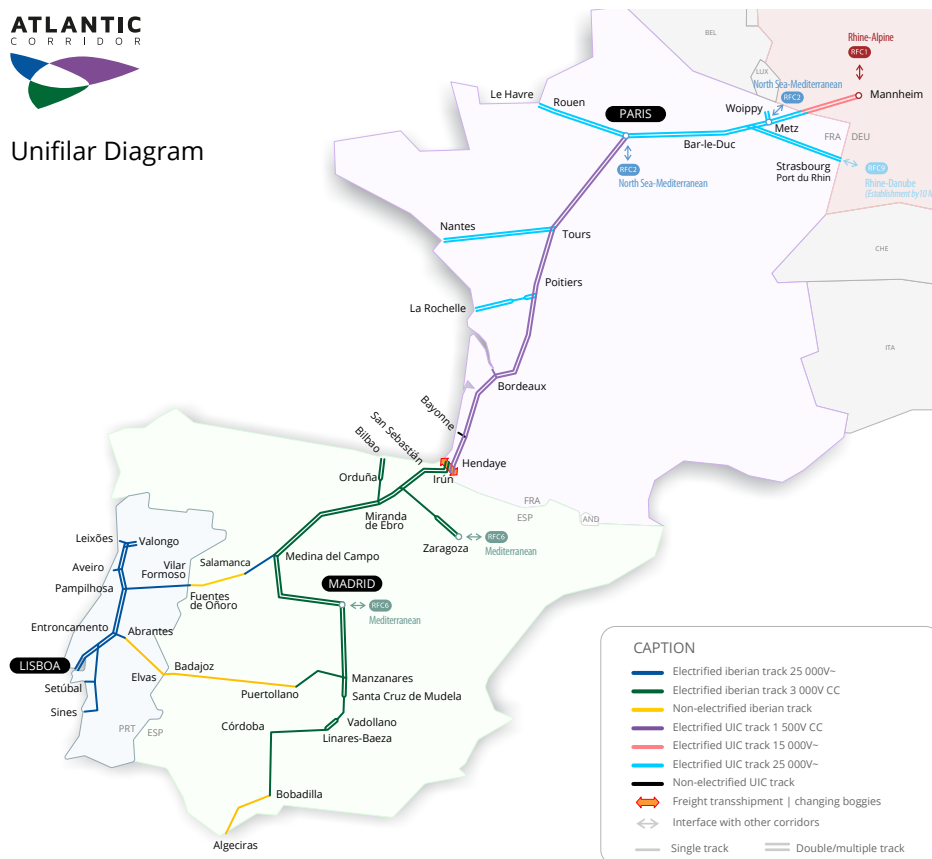 ATLANTIC
CORRIDOR
Unifilar Diagram
BEL
LUX
Rhine-Alpine
RFC1
North Sea-Mediterranean
RFC2
Mannheim
Le Havre
Rouen
PARIS
Woippy
Metz
Bar-le-Duc
FRA
DEU
RFC2
North Sea-Mediterranean
Strasbourg
Port du Rhin
RFC9
Rhine-Danube
(Establishment by 10 N
Nantes
Tours
CHE
Poitiers
La Rochelle
ITA
Bordeaux
Bayonne
San Sebastián
Bilbao
Hendaye
Irún
Orduña
Miranda
de Ebro
FRA
ESP
AND
Zaragoza
RFC6
Mediterranean
Leixões
Valongo
Aveiro
Vilar
Formoso
Salamanca
Medina del Campo
Pampilhosa
Fuentes
de Oñoro
MADRID
RFC6
Mediterranean
Entroncamento
Abrantes
LISBOA
Elvas
Badajoz
Manzanares
Setúbal
Puertollano
Santa Cruz de Mudela
Sines
PRT
ESP
Córdoba
Vadollano
Linares-Baeza
Bobadilla
Algeciras
CAPTION
Electrified iberian track 25 000V~
Electrified iberian track 3 000V CC
Non-electrified iberian track
Electrified UIC track 1 500V CC
Electrified UIC track 15 000V~
Electrified UIC track 25 000V~
Non-electrified UIC track
Freight transshipment | changing boggies
Interface with other corridors
Single track
Double/multiple track